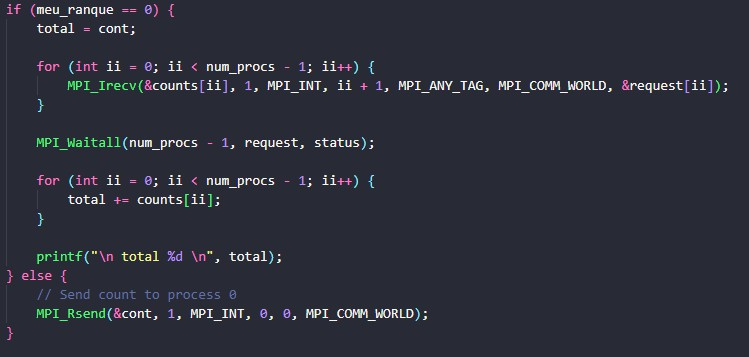 if (meu_ranque == 0) {
    total = cont;

    for (int ii = 0; ii < num_procs - 1; ii++) {
        MPI_Irecv(&counts[ii], 1, MPI_INT, ii + 1, MPI_ANY_TAG, MPI_COMM_WORLD, &request[ii]);
    }

    MPI_Waitall(num_procs - 1, request, status);

    for (int ii = 0; ii < num_procs - 1; ii++) {
        total += counts[ii];
    }

    printf("\n total %d \n", total);
} else {
    // Send count to process 0
    MPI_Rsend(&cont, 1, MPI_INT, 0, 0, MPI_COMM_WORLD);
}